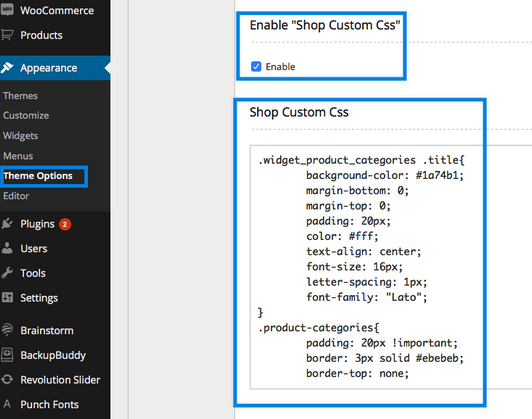 WOO WooCommerce
Products
Appearance
Themes
Customize
Widgets
Menus
Theme Options
Editor
Plugins 2
Users
Tools
Settings
Brainstorm
BackupBuddy
Revolution Slider
A Punch Fonts
Enable "Shop Custom Css"
Enable
Shop Custom Css
.widget_product_categories .title{
background-color: #1a74b1;
margin-bottom: 0;
margin-top: 0;
padding: 20px;
color: #fff;
text-align: center;
font-size: 16px;
letter-spacing: 1px;
font-family: "Lato";
}
.product-categories{
padding: 20px !important;
border: 3px solid #ebebeb;
border-top: none;